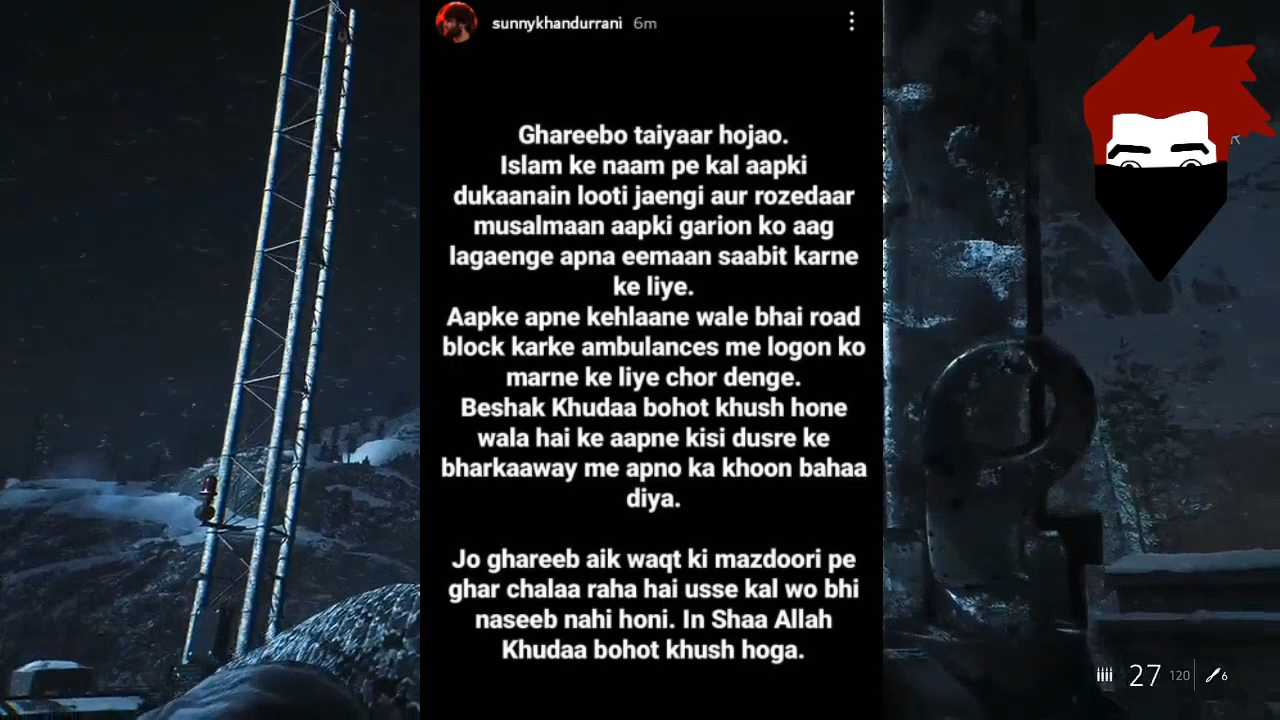 sunnykhandurrani 6m
Ghareebo taiyaar hojao.
Islam ke naam pe kal aapki
dukaanain looti jaengi aur rozedaar
musalmaan aapki garion ko aag
lagaenge apna eemaan saabit karne
ke liye.
Aapke apne kehlaane wale bhai road
block karke ambulances me logon ko
marne ke liye chor denge.
Beshak Khudaa bohot khush hone
wala hai ke aapne kisi dusre ke
bharkaaway me apno ka khoon bahaa
diya.
Jo ghareeb aik waqt ki mazdoori pe
ghar chalaa raha hai usse kal wo bhi
naseeb nahi honi. In Shaa Allah
Khudaa bohot khush hoga.
R
27 120 6